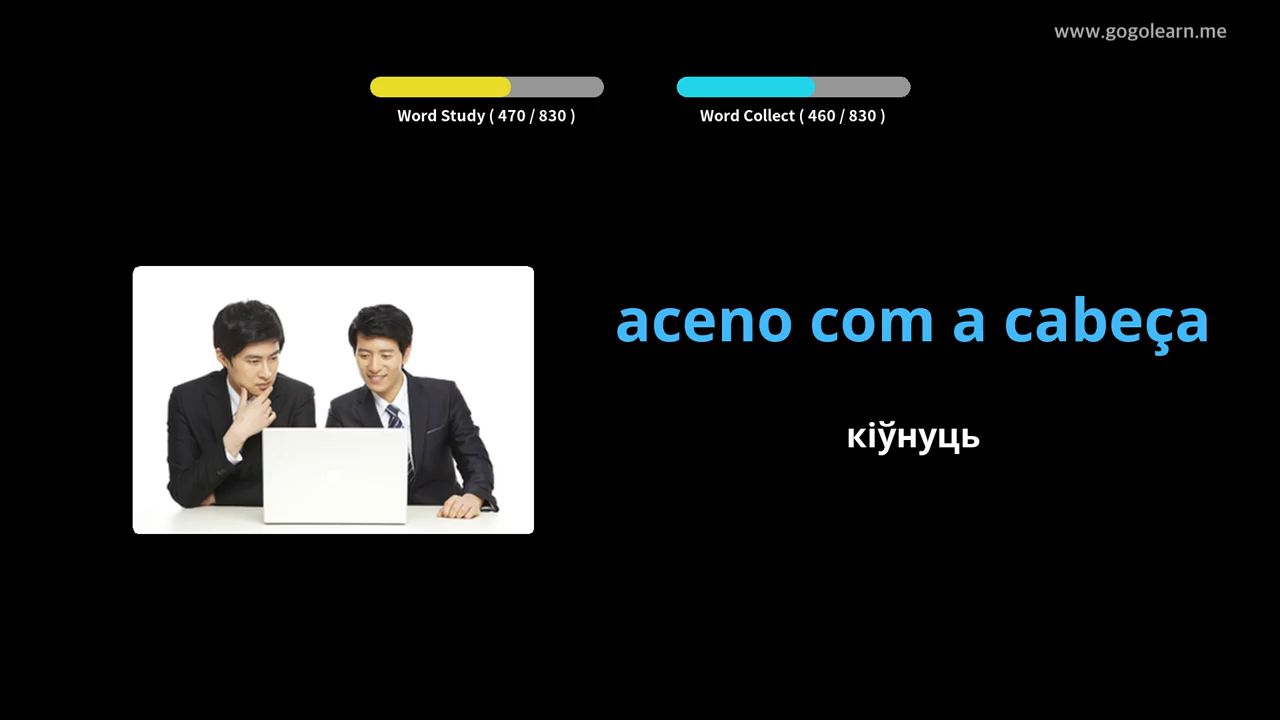 www.gogolearn.me
Word Study ( 470 / 830 )
Word Collect ( 460 / 830 )
aceno com a cabeça
кіўнуць